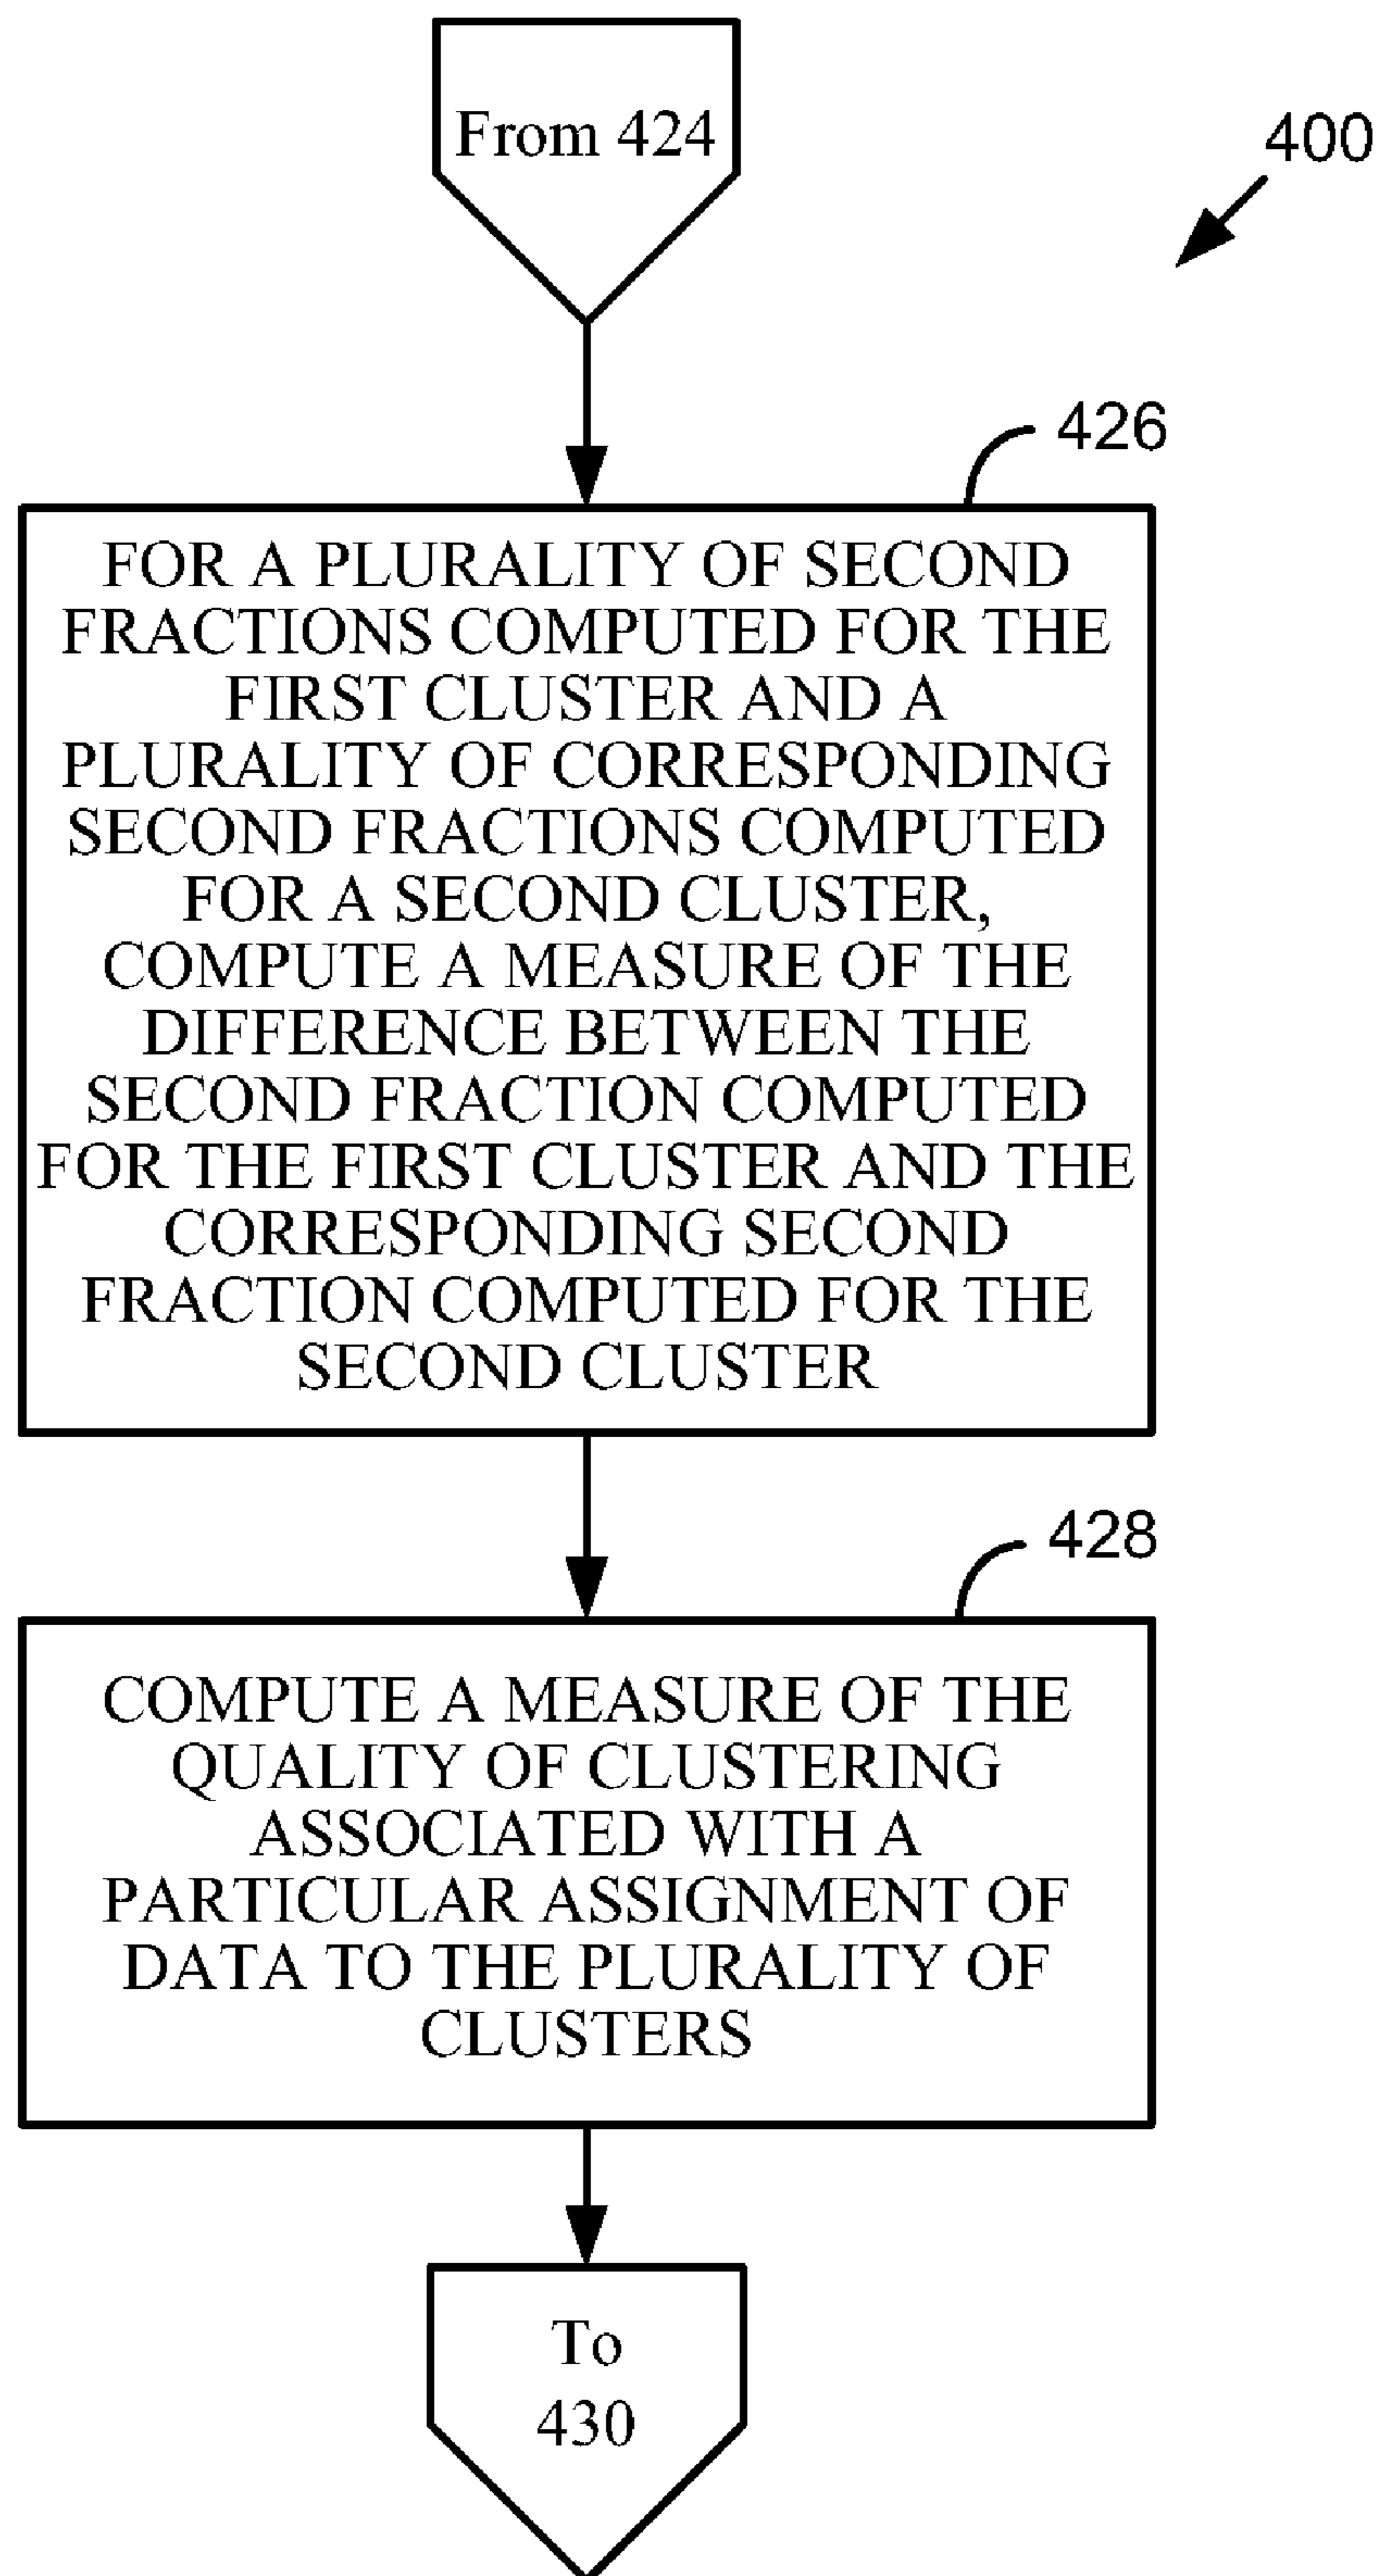 From 424
400
426
FOR A PLURALITY OF SECOND
FRACTIONS COMPUTED FOR THE
FIRST CLUSTER AND A
PLURALITY OF CORRESPONDING
SECOND FRACTIONS COMPUTED
FOR A SECOND CLUSTER,
COMPUTE A MEASURE OF THE
DIFFERENCE BETWEEN THE
SECOND FRACTION COMPUTED
FOR THE FIRST CLUSTER AND THE
CORRESPONDING SECOND
FRACTION COMPUTED FOR THE
SECOND CLUSTER
428
COMPUTE A MEASURE OF THE
QUALITY OF CLUSTERING
ASSOCIATED WITH A
PARTICULAR ASSIGNMENT OF
DATA TO THE PLURALITY OF
CLUSTERS
To
430